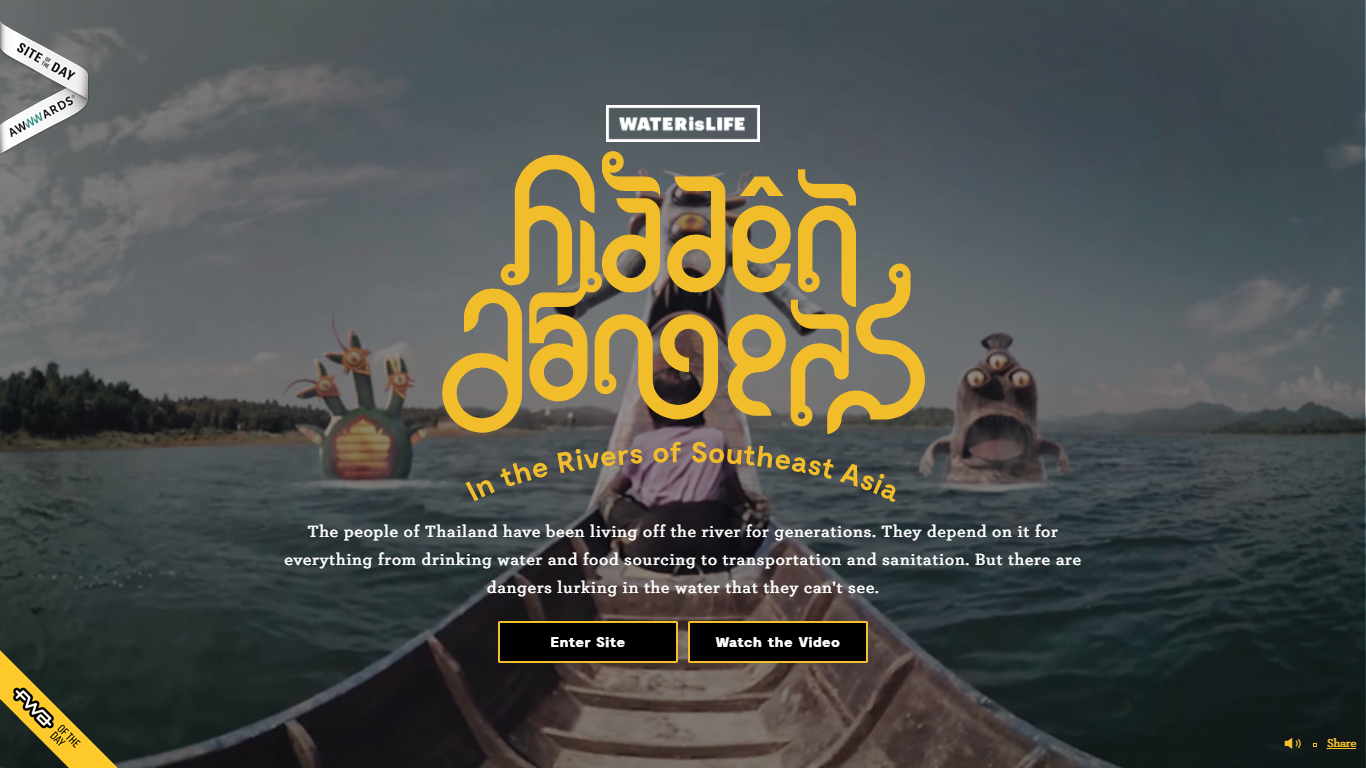 SITE OF THE DAY
AWWWARDS
WATERisLIFE
hidden
dangers
In the Rivers of Southeast Asia
The people of Thailand have been living off the river for generations. They depend on it for
everything from drinking water and food sourcing to transportation and sanitation. But there are
dangers lurking in the water that they can't see.
Enter Site
Watch the Video
FWA OF THE DAY
Share